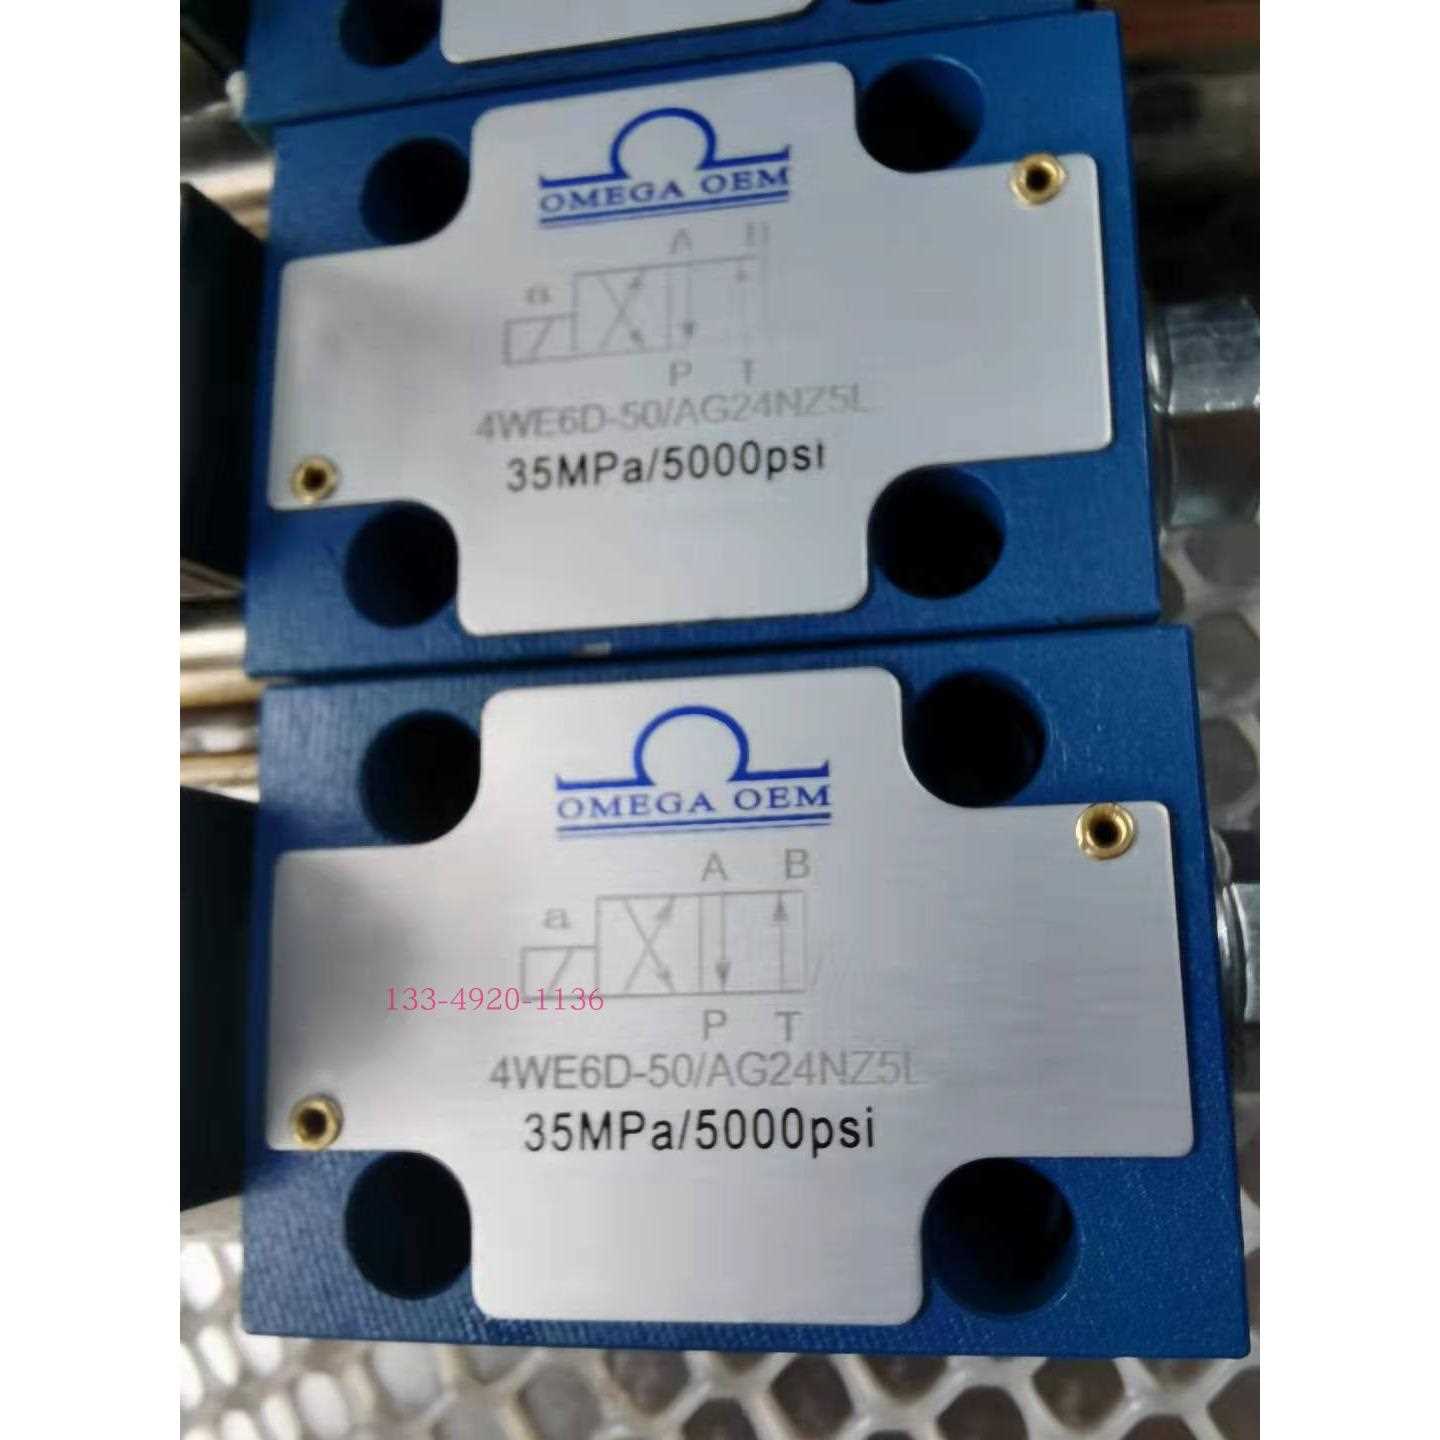 OMEGA OEM
A B
a
P T
4WE6D-50/AG24NZ5L
35MPa/5000psi
OMEGA OEM
A B
a
133-4920-1136
P T
4WE6D-50/AG24NZ5L
35MPa/5000psi